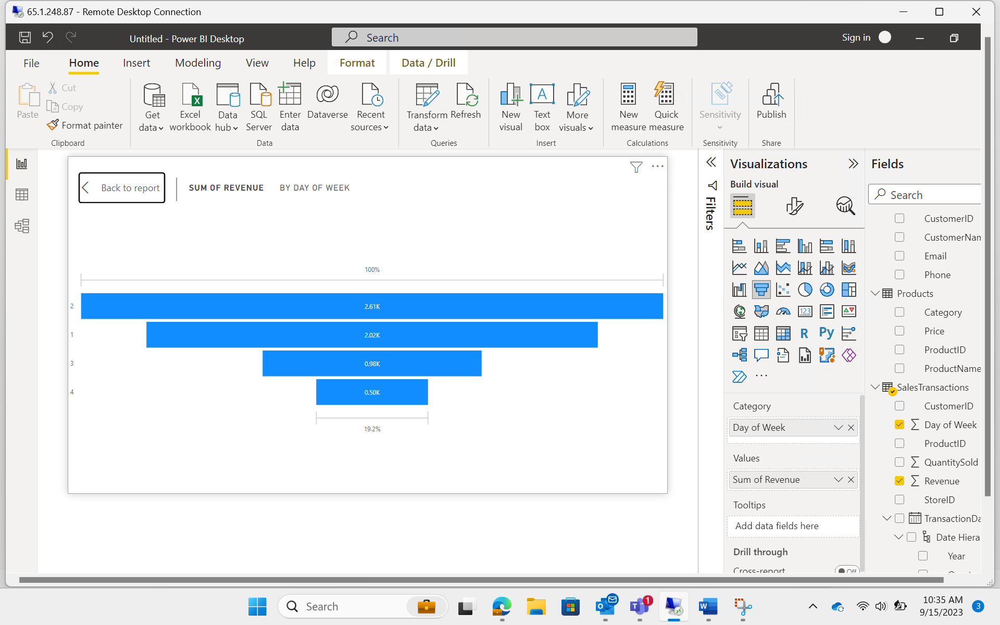 65.1.248.87 - Remote Desktop Connection
Untitled - Power BI Desktop
Search
Sign in
File
Home
Insert
Modeling
View
Help
Format
Data / Drill
Paste
Cut
Copy
Format painter
Clipboard
Get data
Excel workbook
Data hub
SQL Server
Enter data
Dataverse
Recent sources
Data
Transform data
Refresh
Queries
New visual
Text box
More visuals
Insert
New measure
Quick measure
Calculations
Sensitivity
Sensitivity
Publish
Share
Back to report
SUM OF REVENUE
BY DAY OF WEEK
100%
2
2.61K
1
2.02K
3
0.98K
4
0.50K
19.2%
Filters
Visualizations
Build visual
123
R
Py
Category
Day of Week
Values
Sum of Revenue
Tooltips
Add data fields here
Drill through
Cross-report
Off
Fields
Search
CustomerID
CustomerNam
Email
Phone
Products
Category
Price
ProductID
ProductName
SalesTransactions
CustomerID
Day of Week
ProductID
QuantitySold
Revenue
StoreID
TransactionDa
Date Hiera
Year
Search
1
10:35 AM
9/15/2023
3